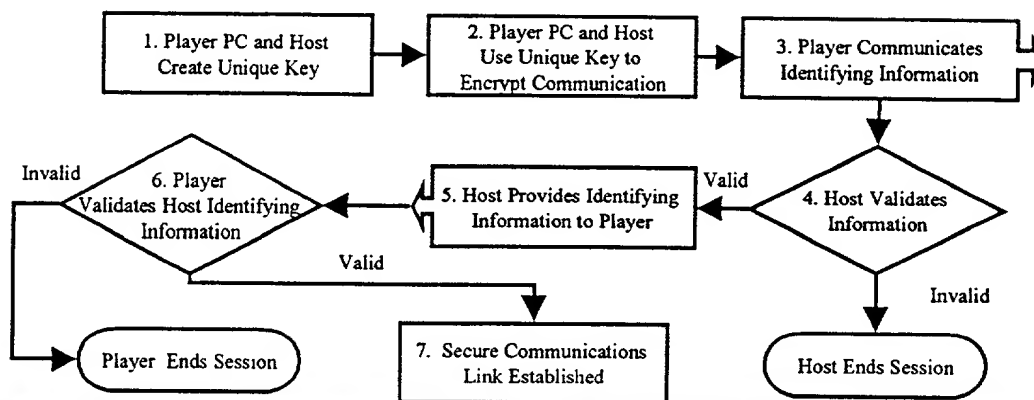 1. Player PC and Host
Create Unique Key
2. Player PC and Host
Use Unique Key to
Encrypt Communication
3. Player Communicates
Identifying Information
4. Host Validates
Information
Valid
Invalid
Host Ends Session
5. Host Provides Identifying
Information to Player
6. Player
Validates Host Identifying
Information
Invalid
Player Ends Session
Valid
7. Secure Communications
Link Established